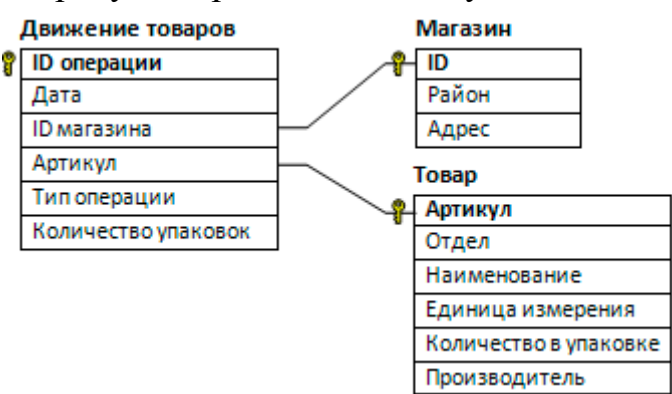 Движение товаров
ID операции
Дата
ID магазина
Артикул
Тип операции
Количество упаковок
Магазин
ID
Район
Адрес
Товар
Артикул
Отдел
Наименование
Единица измерения
Количество в упаковке
Производитель